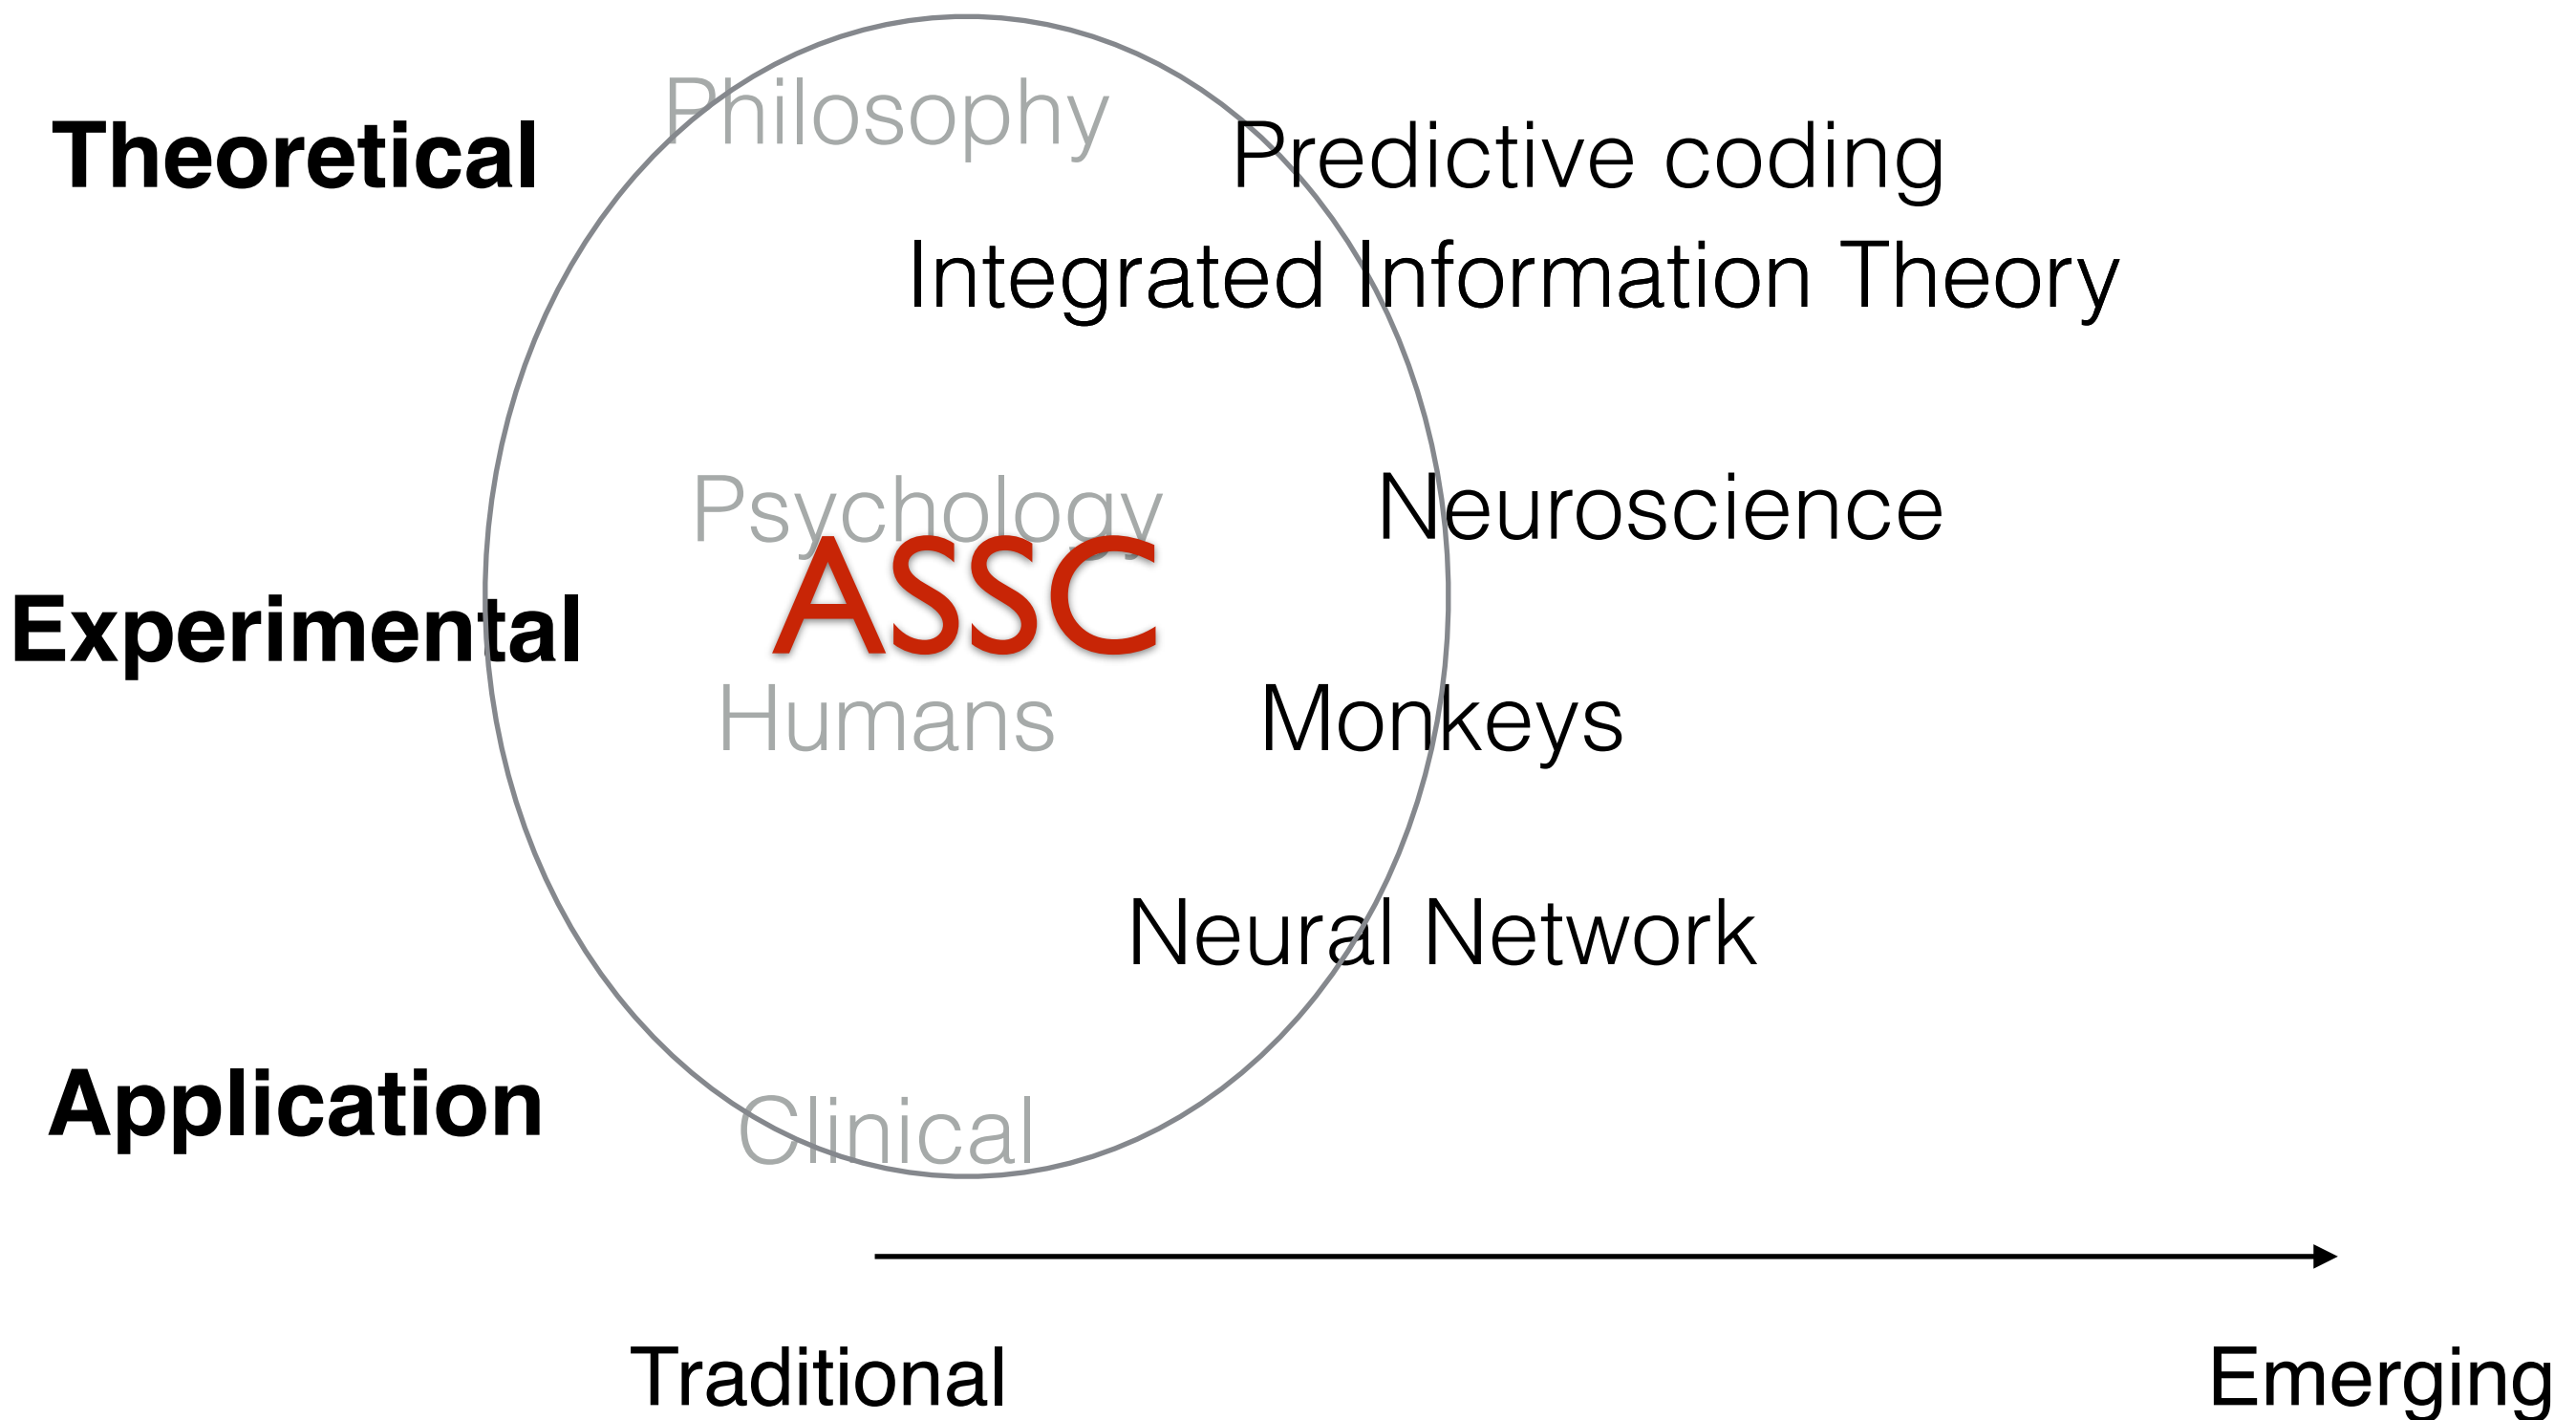 Philosophy
Theoretical
Predictive coding
Integrated Information Theory
Psychology
Neuroscience
ASSC
Experimental
Humans
Monkeys
Neural Network
Application
Clinical
Traditional
Emerging